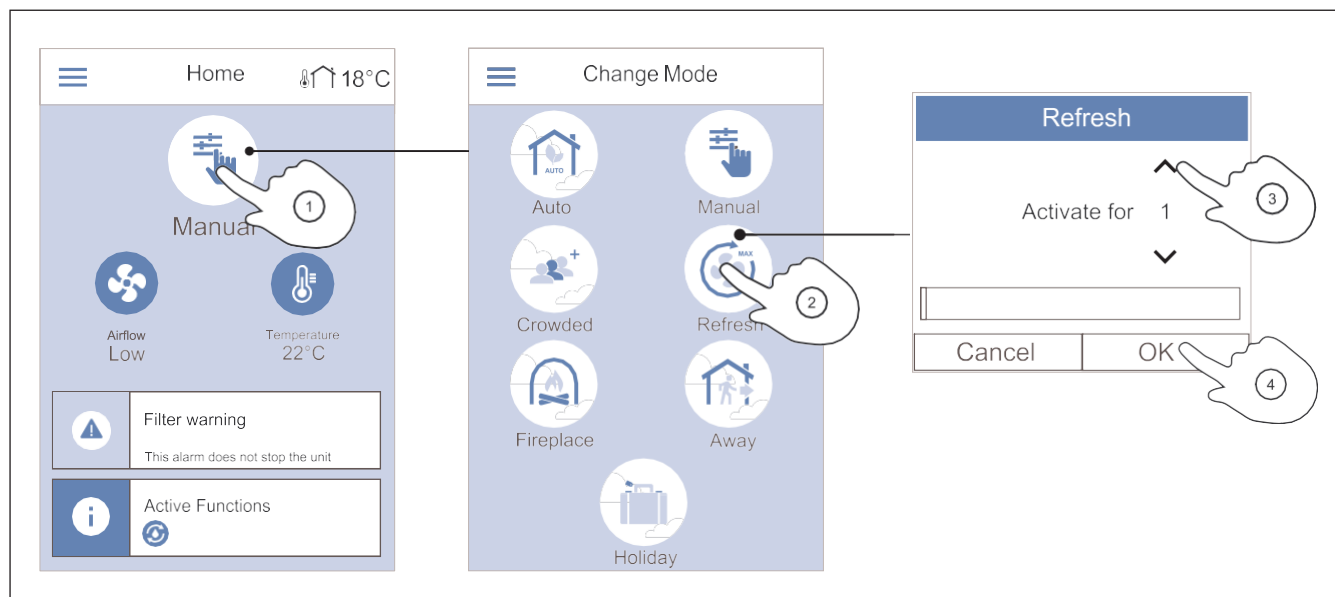 Home
18°C
Manual
1
Airflow
Low
Temperature
22°C
Filter warning
This alarm does not stop the unit
Active Functions
Change Mode
AUTO
Auto
Manual
Crowded
MAX
Refresh
2
Fireplace
Away
Holiday
Refresh
Activate for 1
3
Cancel OK
4